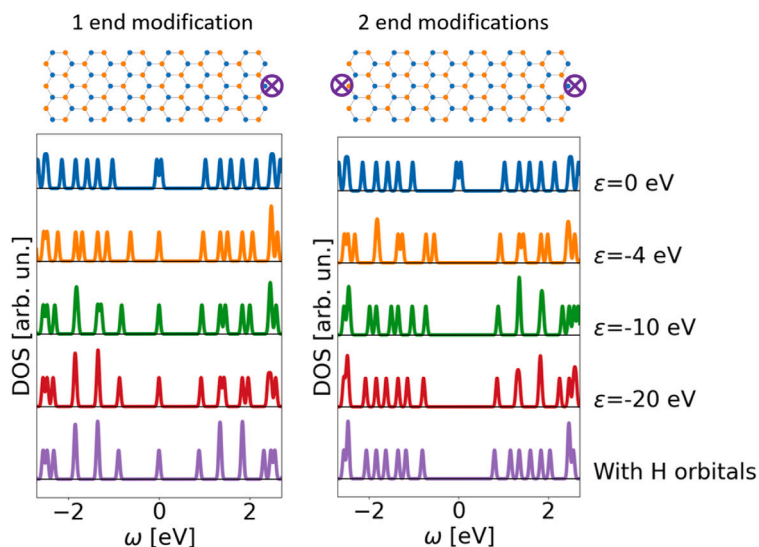 1 end modification
2 end modifications
DOS [arb. un.]
DOS [arb. un.]
ε=0 eV
ε=-4 eV
ε=-10 eV
ε=-20 eV
With H orbitals
−2 0 2
−2 0 2
ω [eV]
ω [eV]